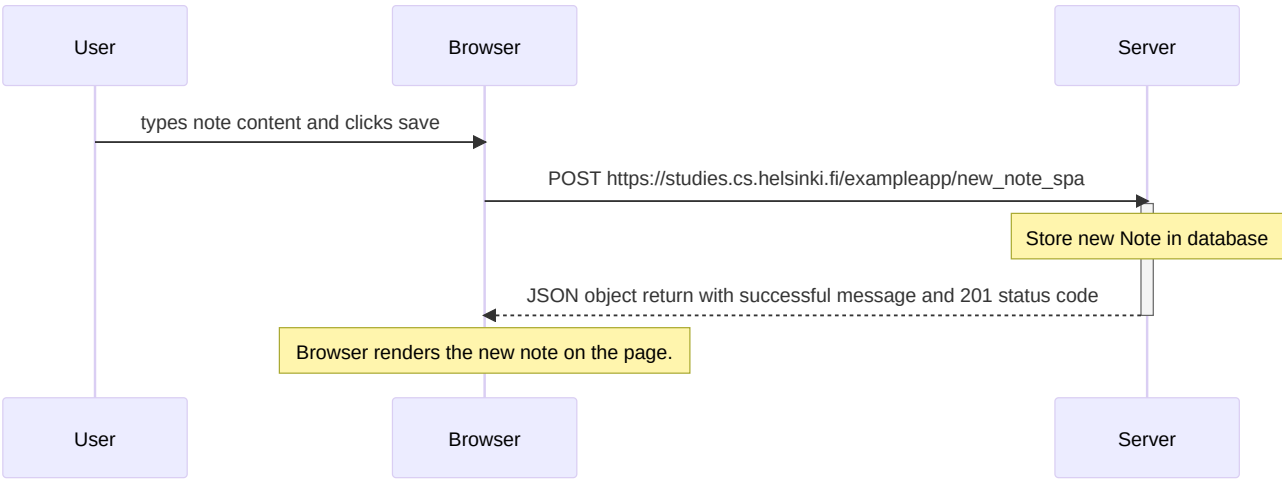 User
Browser
Server
types note content and clicks save
POST https://studies.cs.helsinki.fi/exampleapp/new_note_spa
Store new Note in database
JSON object return with successful message and 201 status code
Browser renders the new note on the page.
User
Browser
Server